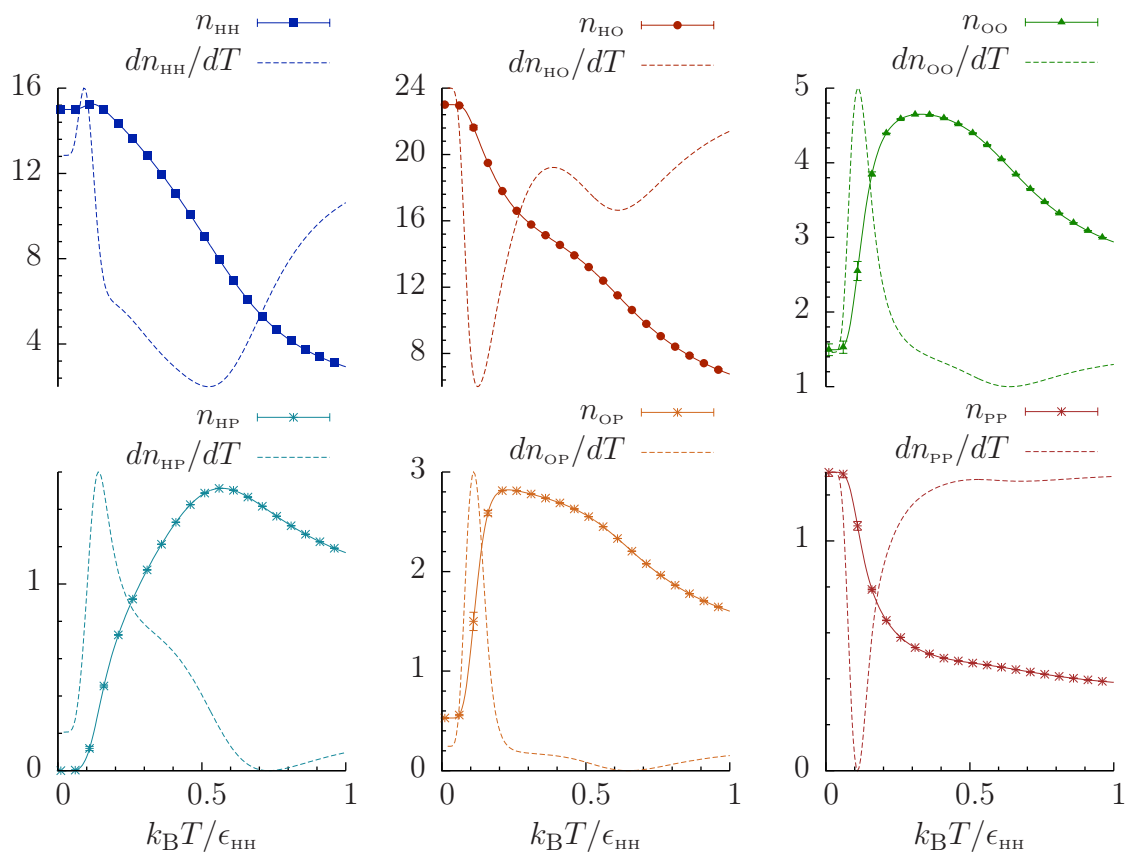 n_HH
dn_HH/dT
16
12
8
4
n_HO
dn_HO/dT
24
20
16
12
8
n_OO
dn_OO/dT
5
4
3
2
1
n_HP
dn_HP/dT
1
0
0 0.5 1
k_BT/ϵ_HH
n_OP
dn_OP/dT
3
2
1
0
0 0.5 1
k_BT/ϵ_HH
n_PP
dn_PP/dT
1
0
0 0.5 1
k_BT/ϵ_HH